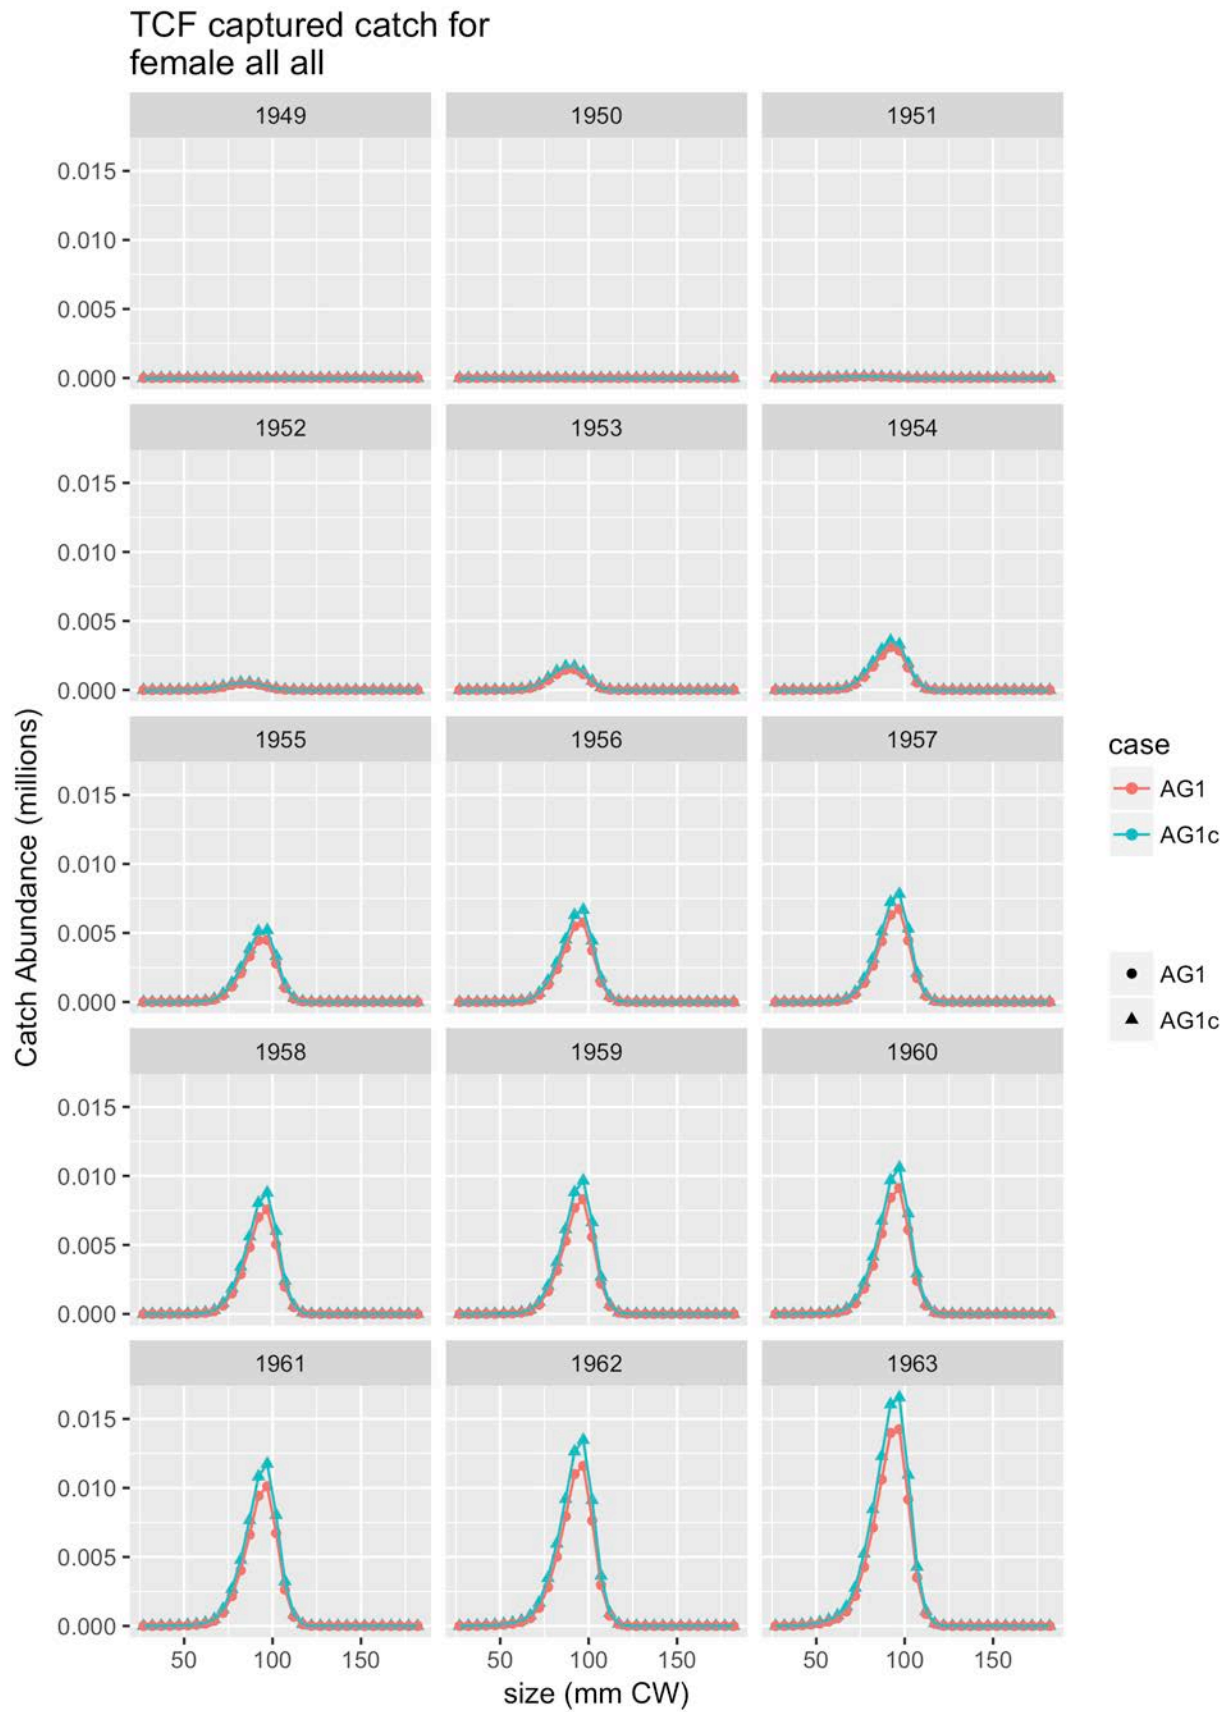 TCF captured catch for
female all all
1949 1950 1951
0.015
0.010
0.005
0.000
1952 1953 1954
0.015
0.010
0.005
0.000
1955 1956 1957
0.015
0.010
0.005
0.000
1958 1959 1960
0.015
0.010
0.005
0.000
1961 1962 1963
0.015
0.010
0.005
0.000
50 100 150 50 100 150 50 100 150
size (mm CW)
Catch Abundance (millions)
case
AG1
AG1c
AG1
AG1c